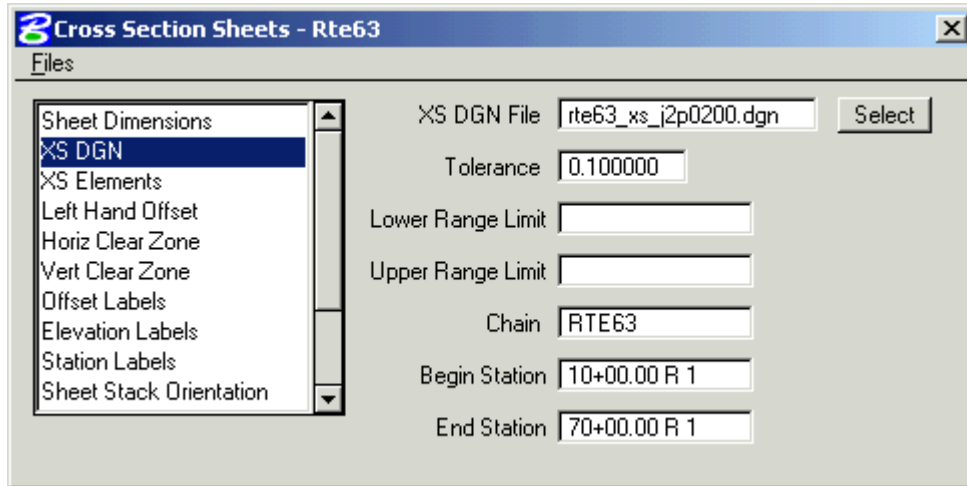 Cross Section Sheets - Rte63
Files
Sheet Dimensions
XS DGN
XS Elements
Left Hand Offset
Horiz Clear Zone
Vert Clear Zone
Offset Labels
Elevation Labels
Station Labels
Sheet Stack Orientation
XS DGN File rte63_xs_j2p0200.dgn Select
Tolerance 0.100000
Lower Range Limit
Upper Range Limit
Chain RTE63
Begin Station 10+00.00 R 1
End Station 70+00.00 R 1